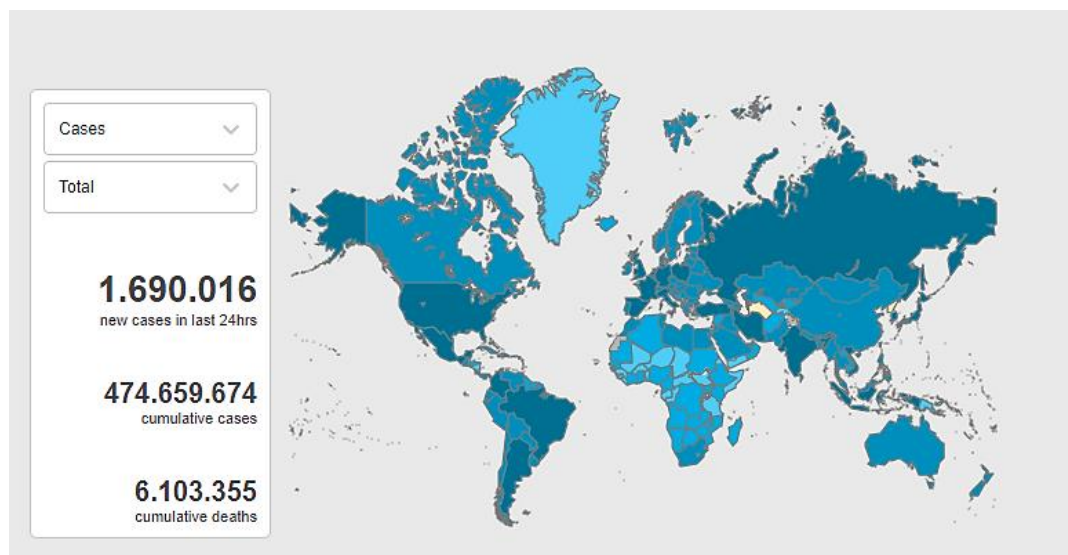 Cases
Total
1.690.016
new cases in last 24hrs
474.659.674
cumulative cases
6.103.355
cumulative deaths